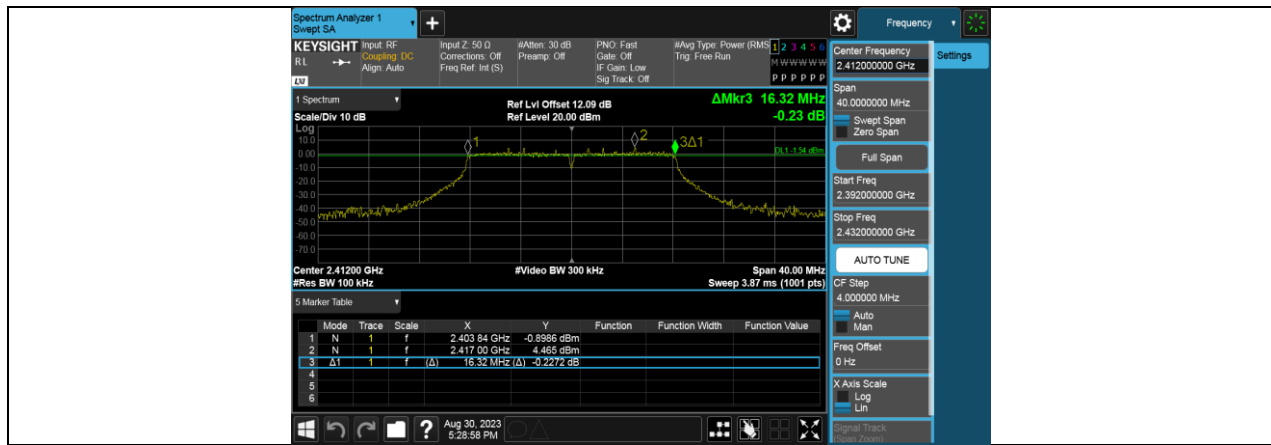 Spectrum Analyzer 1
Swept SA
+
Frequency
KEYSIGHT Input: RF Input Z: 50 Ω #Atten: 30 dB PNO: Fast #Avg Type: Power (RMS 1 2 3 4 5 6
RL Coupling: DC Corrections: Off Preamp: Off Gate: Off Trig: Free Run
Align: Auto Freq Ref: Int (S) IF Gain: Low M W W W W W
LXI Sig Track: Off P P P P P P
1 Spectrum
Ref Lvl Offset 12.09 dB ΔMkr3 16.32 MHz
Scale/Div 10 dB Ref Level 20.00 dBm -0.23 dB
Log
10.00
0.00
-10.0
-20.0
-30.0
-40.0
-50.0
-60.0
-70.0
1
2
3Δ1
DL1 -1.54 dBm
Center 2.41200 GHz #Video BW 300 kHz Span 40.00 MHz
#Res BW 100 kHz Sweep 3.87 ms (1001 pts)
5 Marker Table
Mode Trace Scale X Y Function Function Width Function Value
1 N 1 f 2.403 84 GHz -0.8986 dBm
2 N 1 f 2.417 00 GHz 4.465 dBm
3 Δ1 1 f (Δ) 16.32 MHz (Δ) -0.2272 dB
4
5
6
?
Aug 30, 2023
5:28:58 PM
Center Frequency
2.412000000 GHz
Settings
Span
40.0000000 MHz
Swept Span
Zero Span
Full Span
Start Freq
2.392000000 GHz
Stop Freq
2.432000000 GHz
AUTO TUNE
CF Step
4.000000 MHz
Auto
Man
Freq Offset
0 Hz
X Axis Scale
Log
Lin
Signal Track
(Span Zoom)